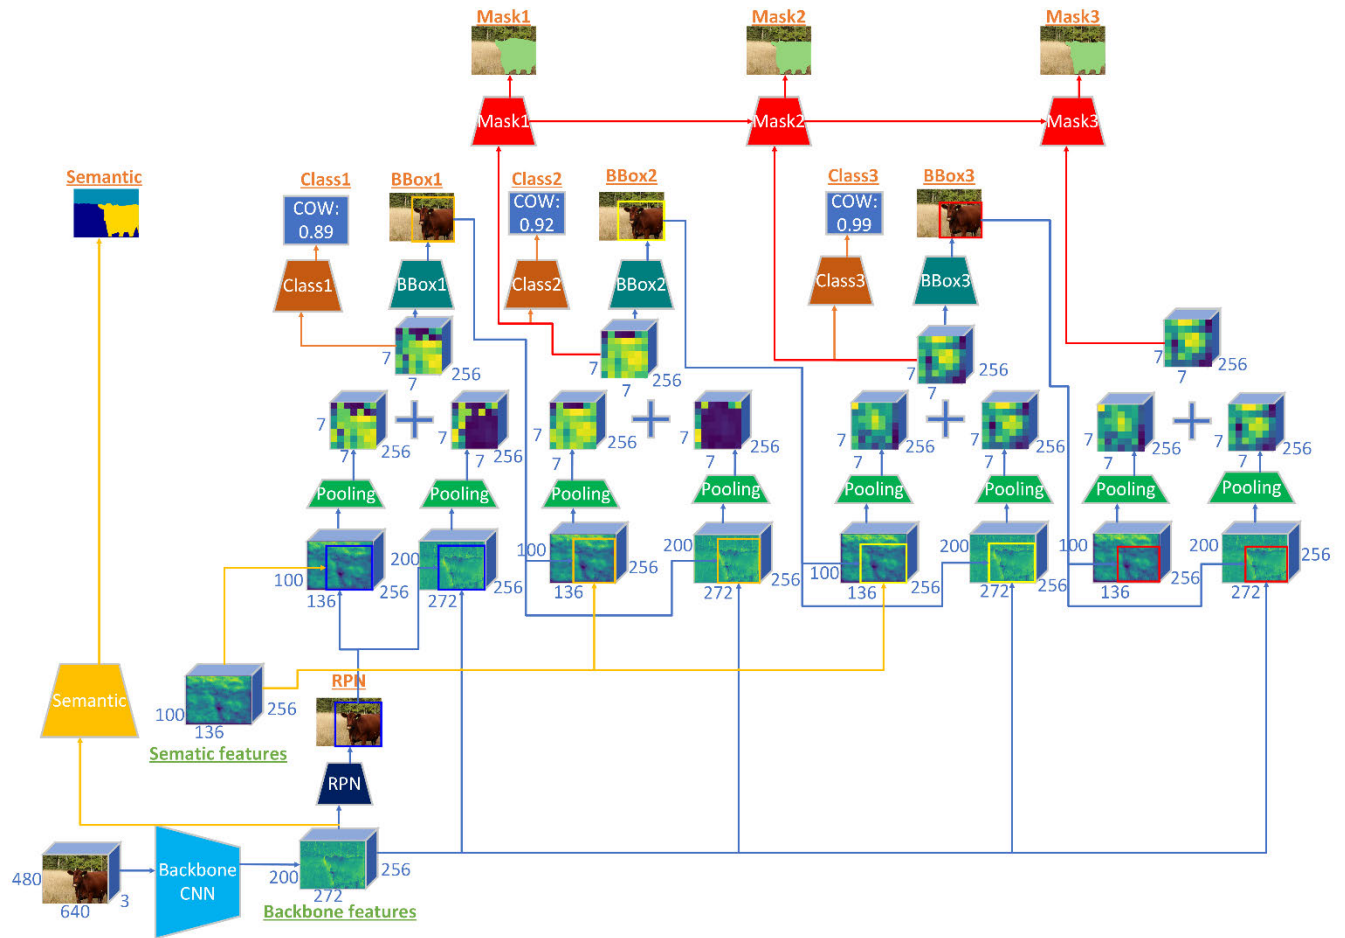 Mask1
Mask2
Mask3
Mask1
Mask2
Mask3
Semantic
Class1
BBox1
Class2
BBox2
Class3
BBox3
COW:
0.89
COW:
0.92
COW:
0.99
Class1
BBox1
Class2
BBox2
Class3
BBox3
7
7
256
7
7
256
7
7
256
7
7
256
7
7
256
7
256
7
7
256
7
256
7
7
256
7
256
7
7
256
7
256
Pooling
Pooling
Pooling
Pooling
Pooling
Pooling
Pooling
Pooling
100
136
256
200
272
256
100
136
256
200
272
256
100
136
256
200
272
256
100
136
256
200
272
256
Semantic
100
136
256
Sematic features
RPN
RPN
480
640
3
Backbone
CNN
200
272
256
Backbone features